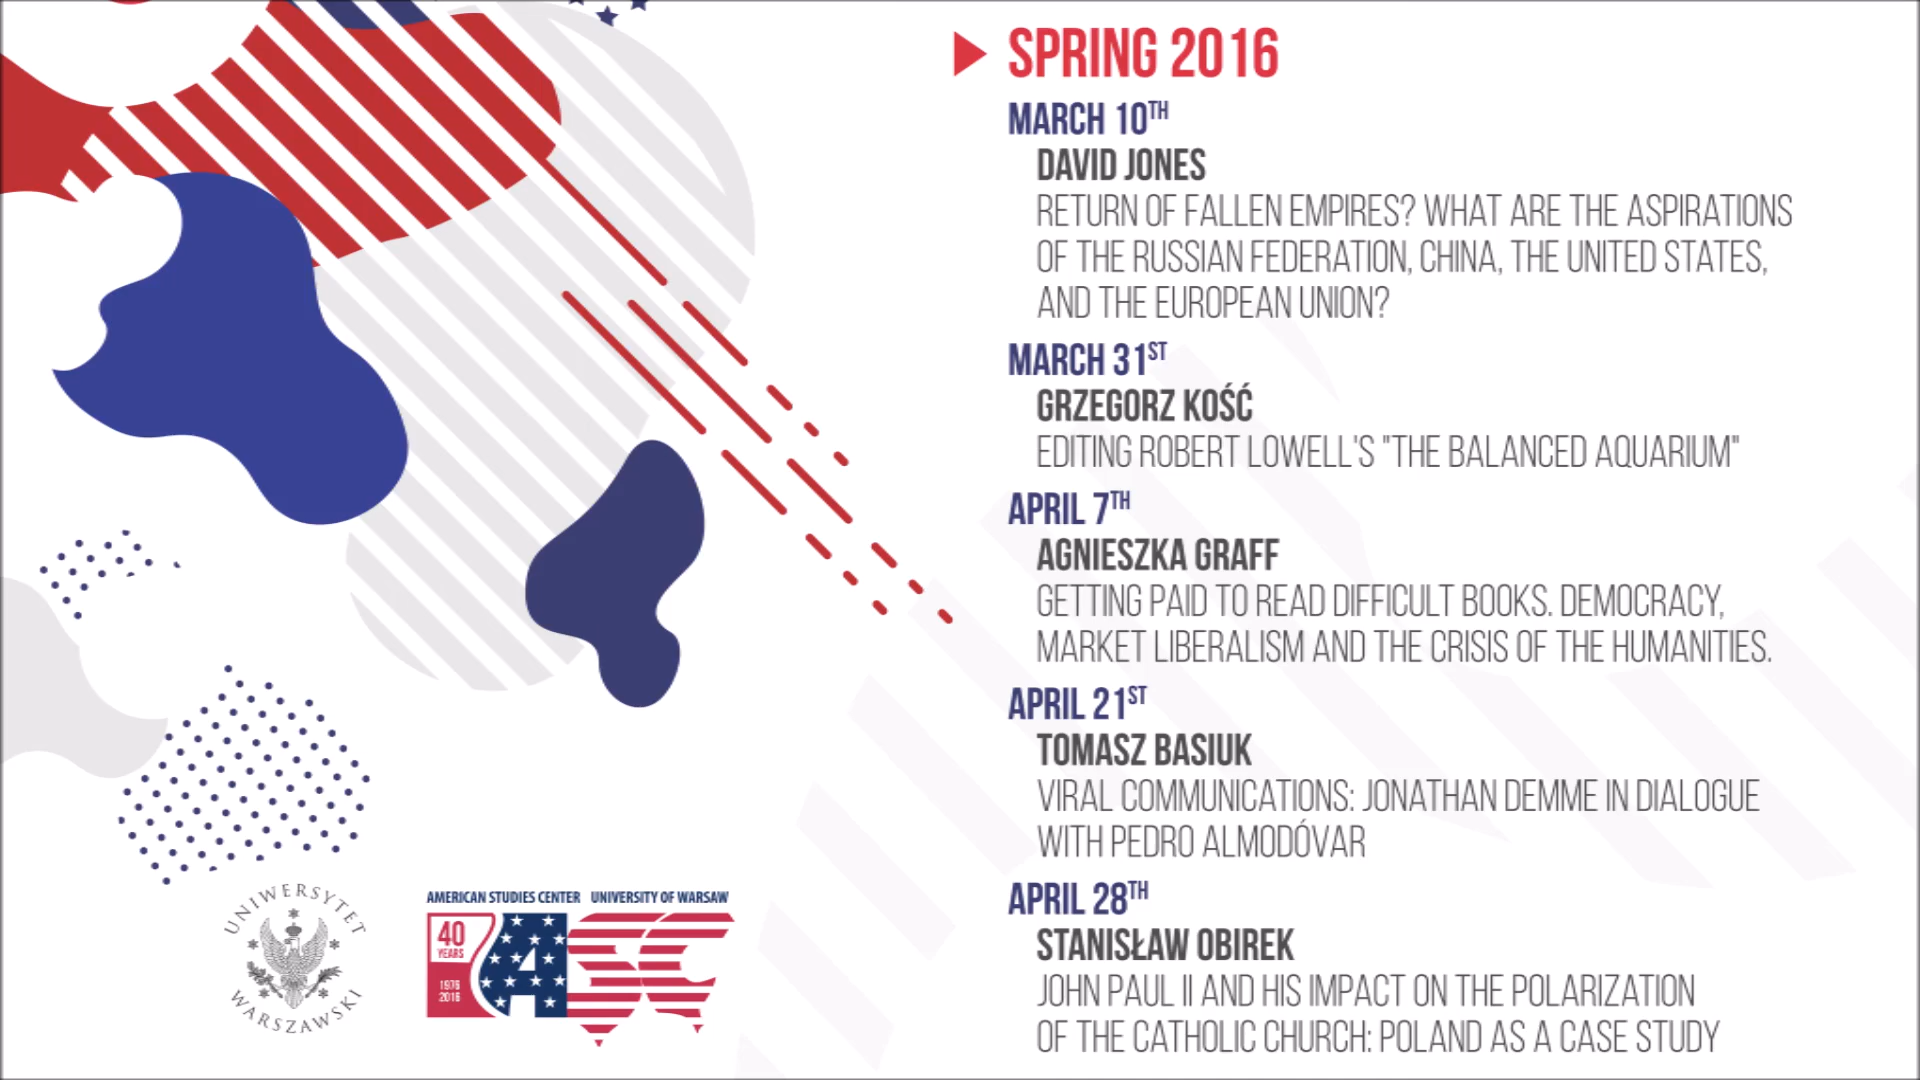 SPRING 2016
MARCH 10TH
DAVID JONES
RETURN OF FALLEN EMPIRES? WHAT ARE THE ASPIRATIONS
OF THE RUSSIAN FEDERATION, CHINA, THE UNITED STATES,
AND THE EUROPEAN UNION?
MARCH 31ST
GRZEGORZ KOŚĆ
EDITING ROBERT LOWELL'S "THE BALANCED AQUARIUM"
APRIL 7TH
AGNIESZKA GRAFF
GETTING PAID TO READ DIFFICULT BOOKS. DEMOCRACY,
MARKET LIBERALISM AND THE CRISIS OF THE HUMANITIES.
APRIL 21ST
TOMASZ BASIUK
VIRAL COMMUNICATIONS: JONATHAN DEMME IN DIALOGUE
WITH PEDRO ALMODÓVAR
APRIL 28TH
STANISŁAW OBIREK
JOHN PAUL II AND HIS IMPACT ON THE POLARIZATION
OF THE CATHOLIC CHURCH: POLAND AS A CASE STUDY
UNIWERSYTET
WARSZAWSKI
AMERICAN STUDIES CENTER UNIVERSITY OF WARSAW
40
YEARS
1976
2016
ASC